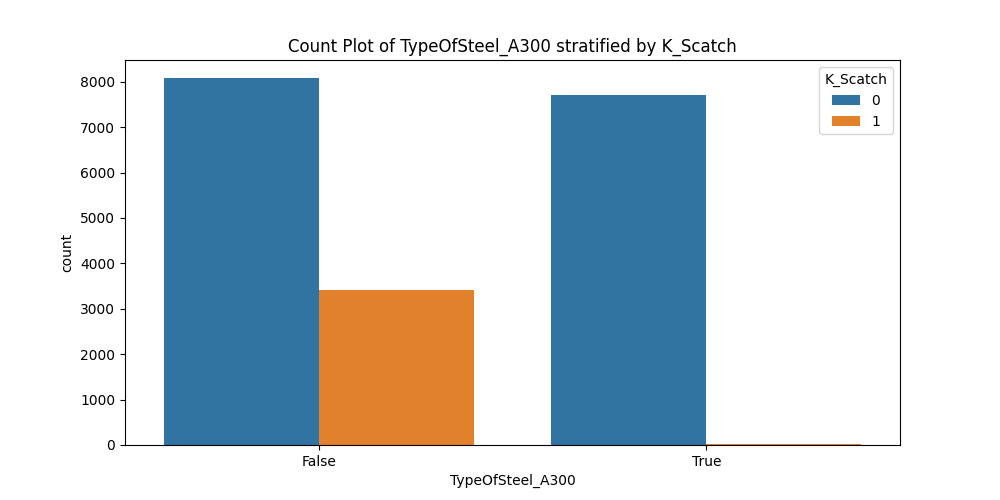 Count Plot of TypeOfSteel_A300 stratified by K_Scatch
K_Scatch
0
1
8000
7000
6000
5000
4000
3000
2000
1000
0
count
False
True
TypeOfSteel_A300